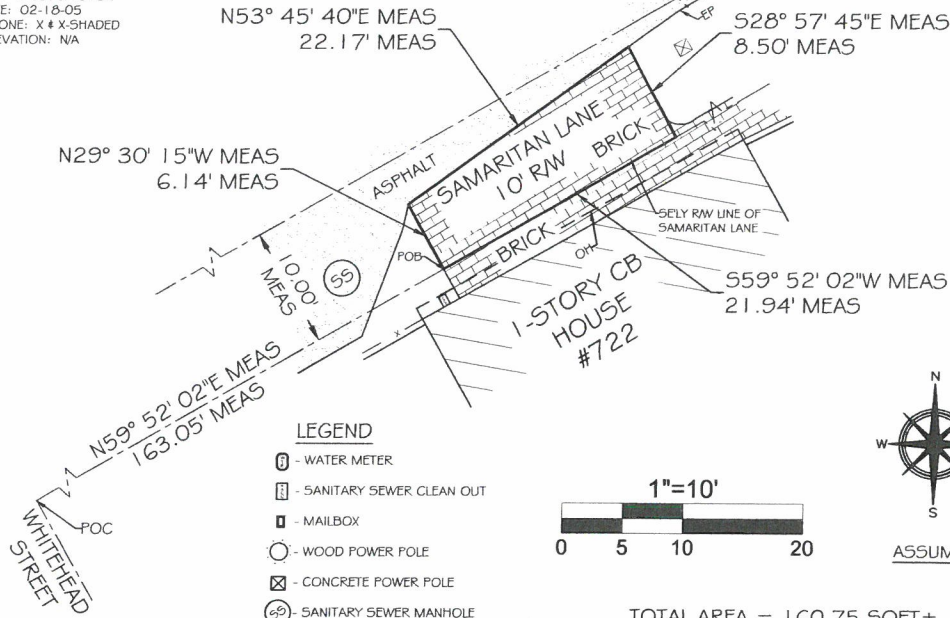 E: 02-18-05
ONE: X & X-SHADED
EVATION: N/A
N53° 45' 40"E MEAS
22.17' MEAS
EP
S28° 57' 45"E MEAS
8.50' MEAS
N29° 30' 15"W MEAS
6.14' MEAS
ASPHALT
SAMARITAN LANE
10' R/W
BRICK
SE'LY R/W LINE OF
SAMARITAN LANE
POB
BRICK
OH
10.00'
MEAS
SS
S59° 52' 02"W MEAS
21.94' MEAS
1-STORY CB
HOUSE
#722
N59° 52' 02"E MEAS
163.05' MEAS
POC
WHITEHEAD
STREET
LEGEND
- WATER METER
- SANITARY SEWER CLEAN OUT
- MAILBOX
- WOOD POWER POLE
- CONCRETE POWER POLE
SS - SANITARY SEWER MANHOLE
1"=10'
0 5 10 20
N
W
S
ASSUM
TOTAL AREA =